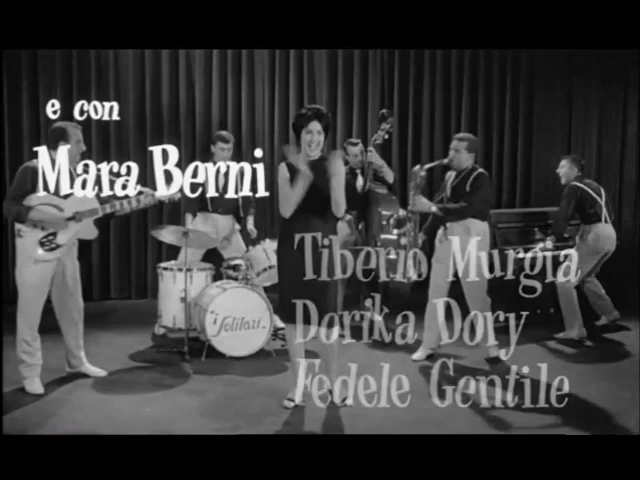 e con
Mara Berni
Tiberio Murgia
Dorika Dory
Fedele Gentile
i Solitari